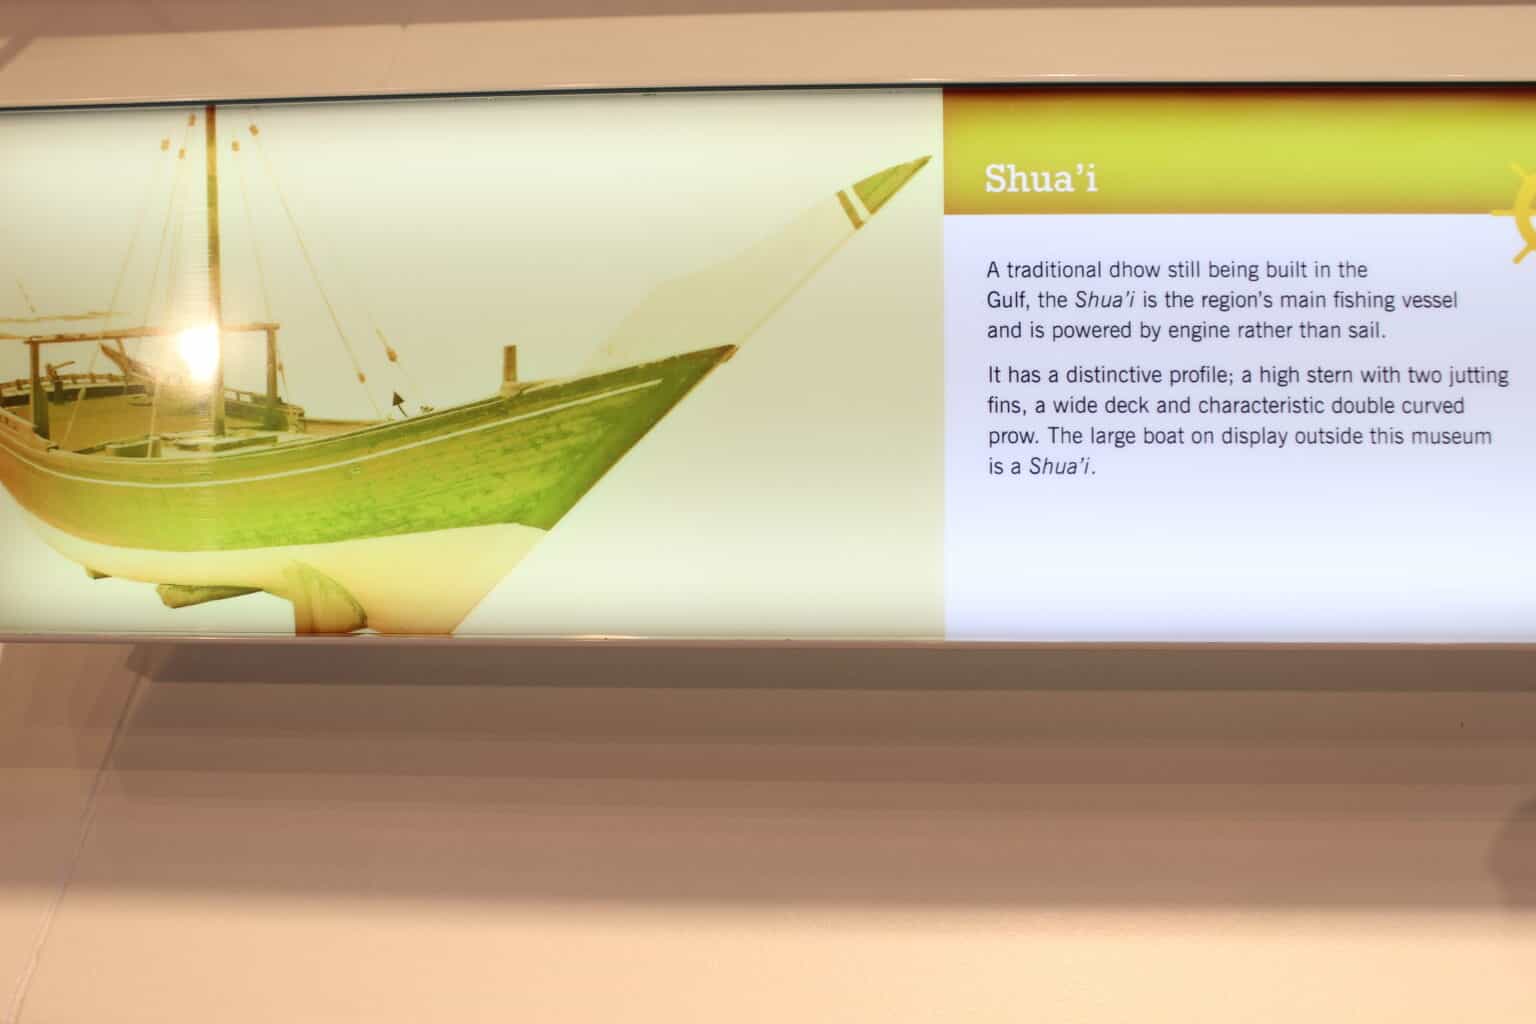 Shua’i
A traditional dhow still being built in the
Gulf, the Shua’i is the region’s main fishing vessel
and is powered by engine rather than sail.
It has a distinctive profile; a high stern with two jutting
fins, a wide deck and characteristic double curved
prow. The large boat on display outside this museum
is a Shua’i.